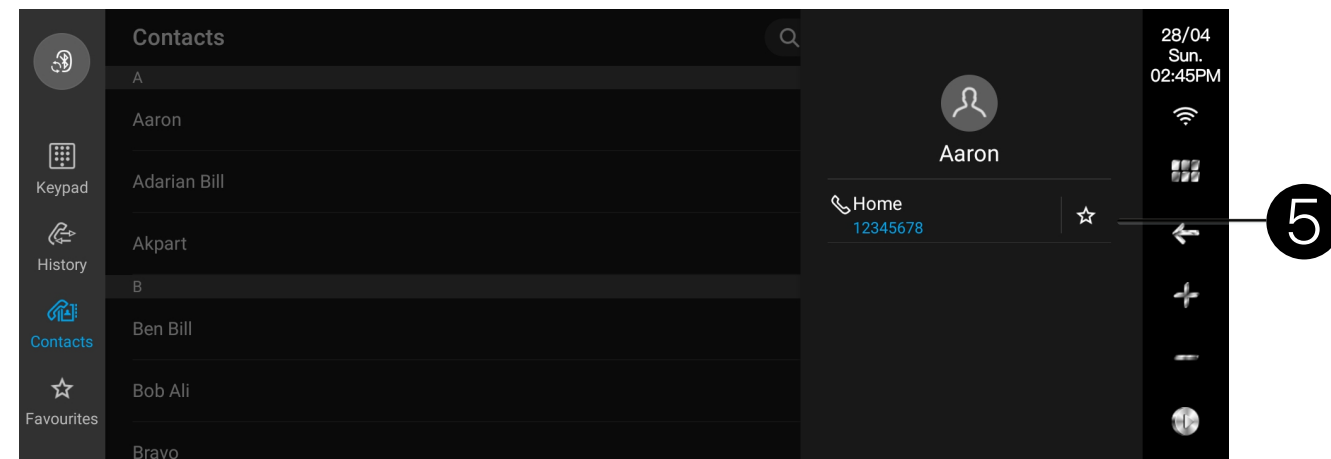 Keypad
History
Contacts
Favourites
Contacts
A
Aaron
Adarian Bill
Akpart
B
Ben Bill
Bob Ali
Bravo
Aaron
Home
12345678
28/04
Sun.
02:45PM
5